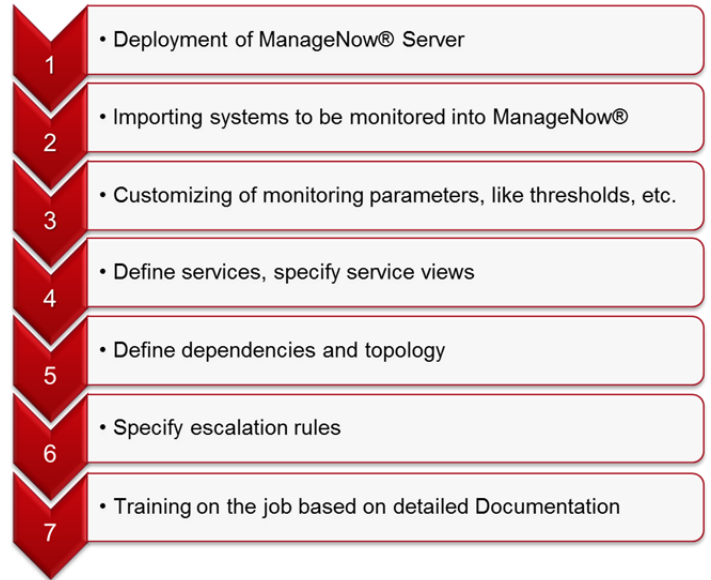 1
• Deployment of ManageNow® Server
2
• Importing systems to be monitored into ManageNow®
3
• Customizing of monitoring parameters, like thresholds, etc.
4
• Define services, specify service views
5
• Define dependencies and topology
6
• Specify escalation rules
7
• Training on the job based on detailed Documentation